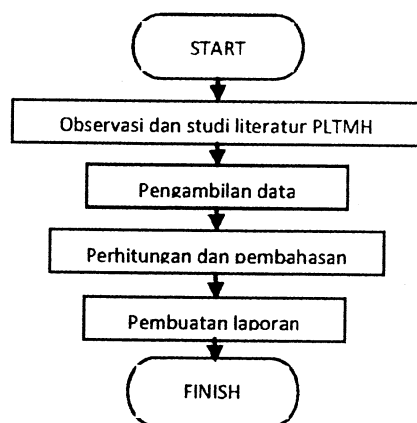 START
Observasi dan studi literatur PLTMH
Pengambilan data
Perhitungan dan pembahasan
Pembuatan laporan
FINISH